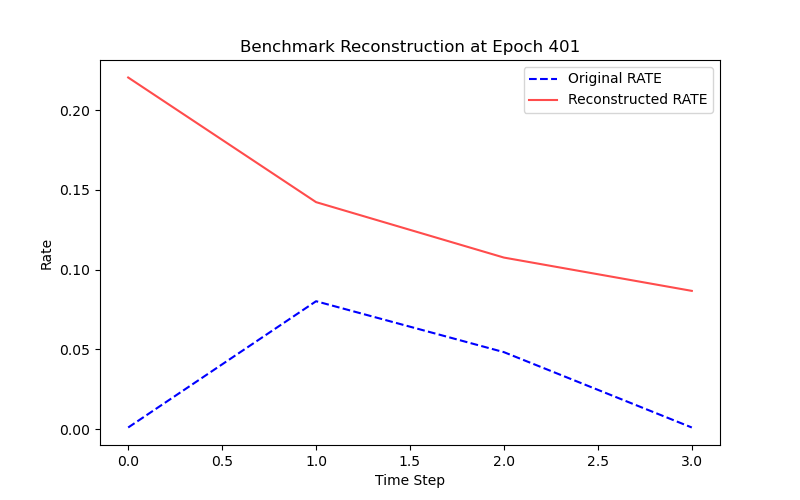 Benchmark Reconstruction at Epoch 401
Original RATE
Reconstructed RATE
0.20
0.15
0.10
0.05
0.00
Rate
0.0 0.5 1.0 1.5 2.0 2.5 3.0
Time Step